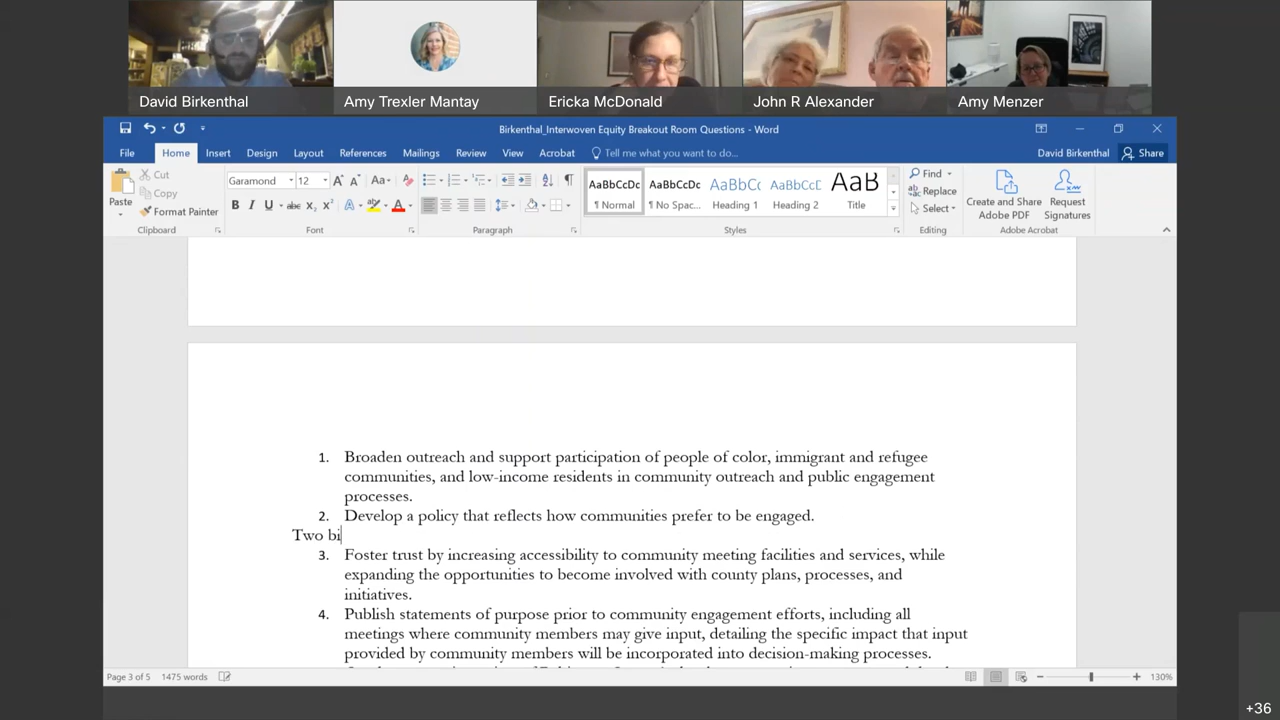 David Birkenthal
Amy Trexler Mantay
Ericka McDonald
John R Alexander
Amy Menzer
Birkenthal_Interwoven Equity Breakout Room Questions - Word
File Home Insert Design Layout References Mailings Review View Acrobat Tell me what you want to do... David Birkenthal Share
Paste
Cut
Copy
Format Painter
Clipboard
Garamond 12
Font
Paragraph
AaBbCcDc AaBbCcDc AaBbCc AaBbCcE AaB
¶ Normal ¶ No Spac... Heading 1 Heading 2 Title
Styles
Find
Replace
Select
Editing
Create and Share
Adobe PDF
Request
Signatures
Adobe Acrobat
1. Broaden outreach and support participation of people of color, immigrant and refugee
communities, and low-income residents in community outreach and public engagement
processes.
2. Develop a policy that reflects how communities prefer to be engaged.
Two bi
3. Foster trust by increasing accessibility to community meeting facilities and services, while
expanding the opportunities to become involved with county plans, processes, and
initiatives.
4. Publish statements of purpose prior to community engagement efforts, including all
meetings where community members may give input, detailing the specific impact that input
provided by community members will be incorporated into decision-making processes.
Page 3 of 5 1475 words 130%
+36